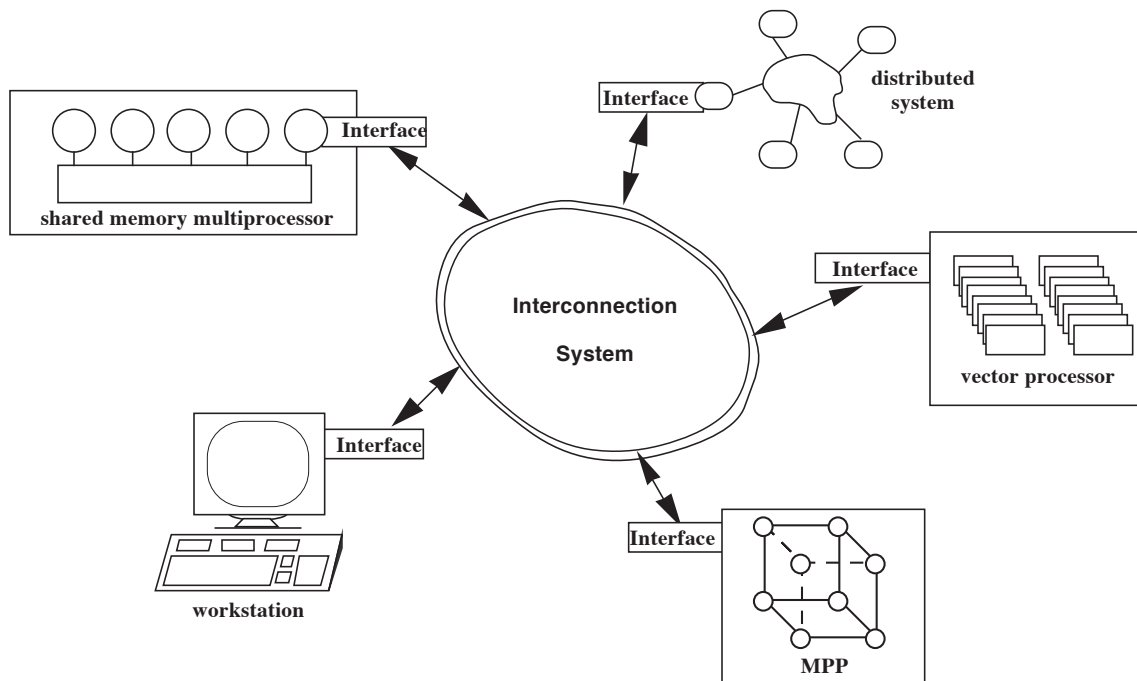 Interface
distributed
system
Interface
shared memory multiprocessor
Interface
Interconnection
System
vector processor
Interface
workstation
Interface
MPP